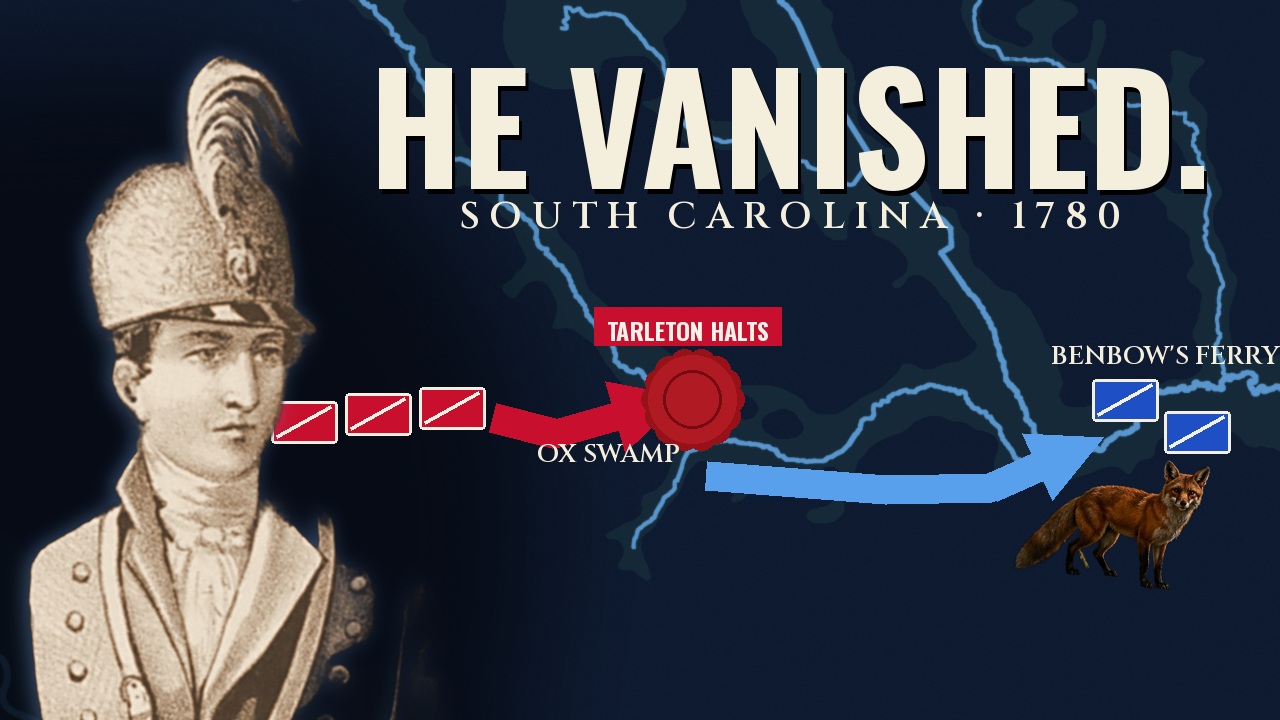 HE VANISHED.
SOUTH CAROLINA · 1780
TARLETON HALTS
BENBOW'S FERRY
OX SWAMP